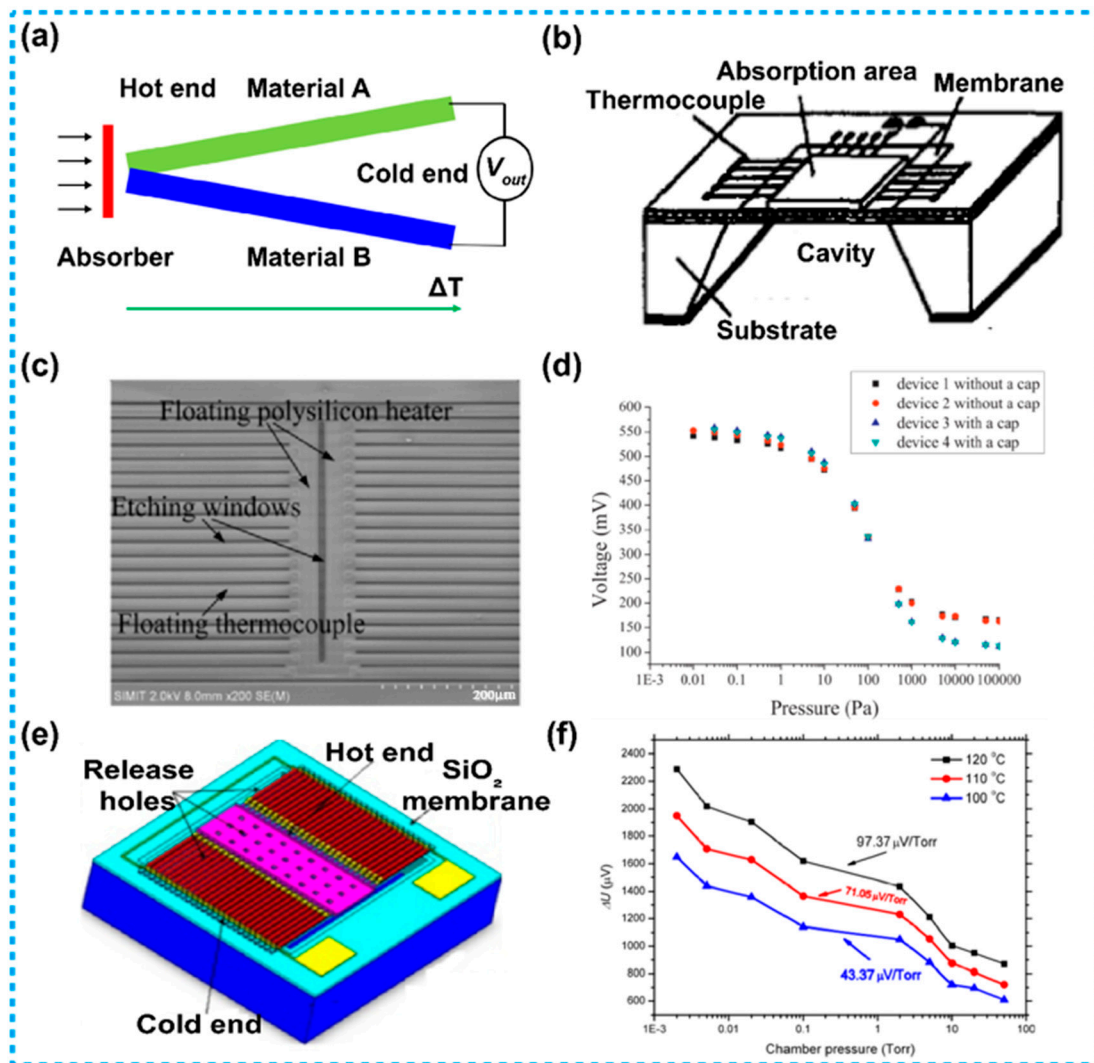 (a)
Hot end
Material A
Cold end
V_out
Absorber
Material B
ΔT
(b)
Absorption area
Thermocouple
Membrane
Cavity
Substrate
(c)
Floating polysilicon heater
Etching windows
Floating thermocouple
SIMIT 2.0kV 8.0mm x200 SE(M)
200µm
(d)
device 1 without a cap
device 2 without a cap
device 3 with a cap
device 4 with a cap
600
550
500
450
400
350
300
250
200
150
100
Voltage (mV)
1E-3 0.01 0.1 1 10 100 1000 10000 100000
Pressure (Pa)
(e)
Release
holes
Hot end
SiO₂
membrane
Cold end
(f)
120 °C
110 °C
100 °C
2400
2200
2000
1800
1600
1400
1200
1000
800
600
ΔU (µV)
97.37 µV/Torr
71.05µV/Torr
43.37 µV/Torr
1E-3 0.01 0.1 1 10 100
Chamber pressure (Torr)